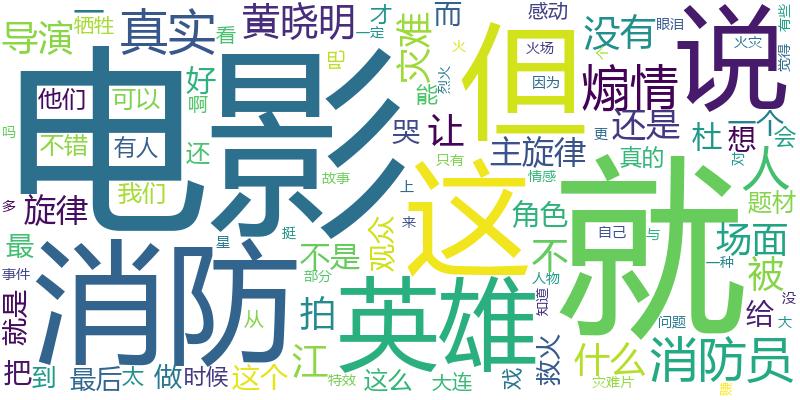 电影
就
消防
但
这
英雄
说
煽情
消防员
真实
黄晓明
导演
没有
还是
一个
主旋律
角色
场面
灾难
而
感动
有些
才
看
牺牲
一
一定
火
火场
眼泪
火灾
觉得
因为
他们
可以
好
啊
吧
能
烈火
不错
有人
还
哭
让
杜
想
会
更
对
吗
我们
故事
只有
真的
情感
人
题材
多
旋律
上
来
自己
与
最
星
挺
不是
观众
不
一种
被
事件
部分
人物
知道
没
大
就是
从
拍
给
问题
把
到
最后
太
做
时候
这个
江
特效
这么
大连
戏
救火
什么
灾难片